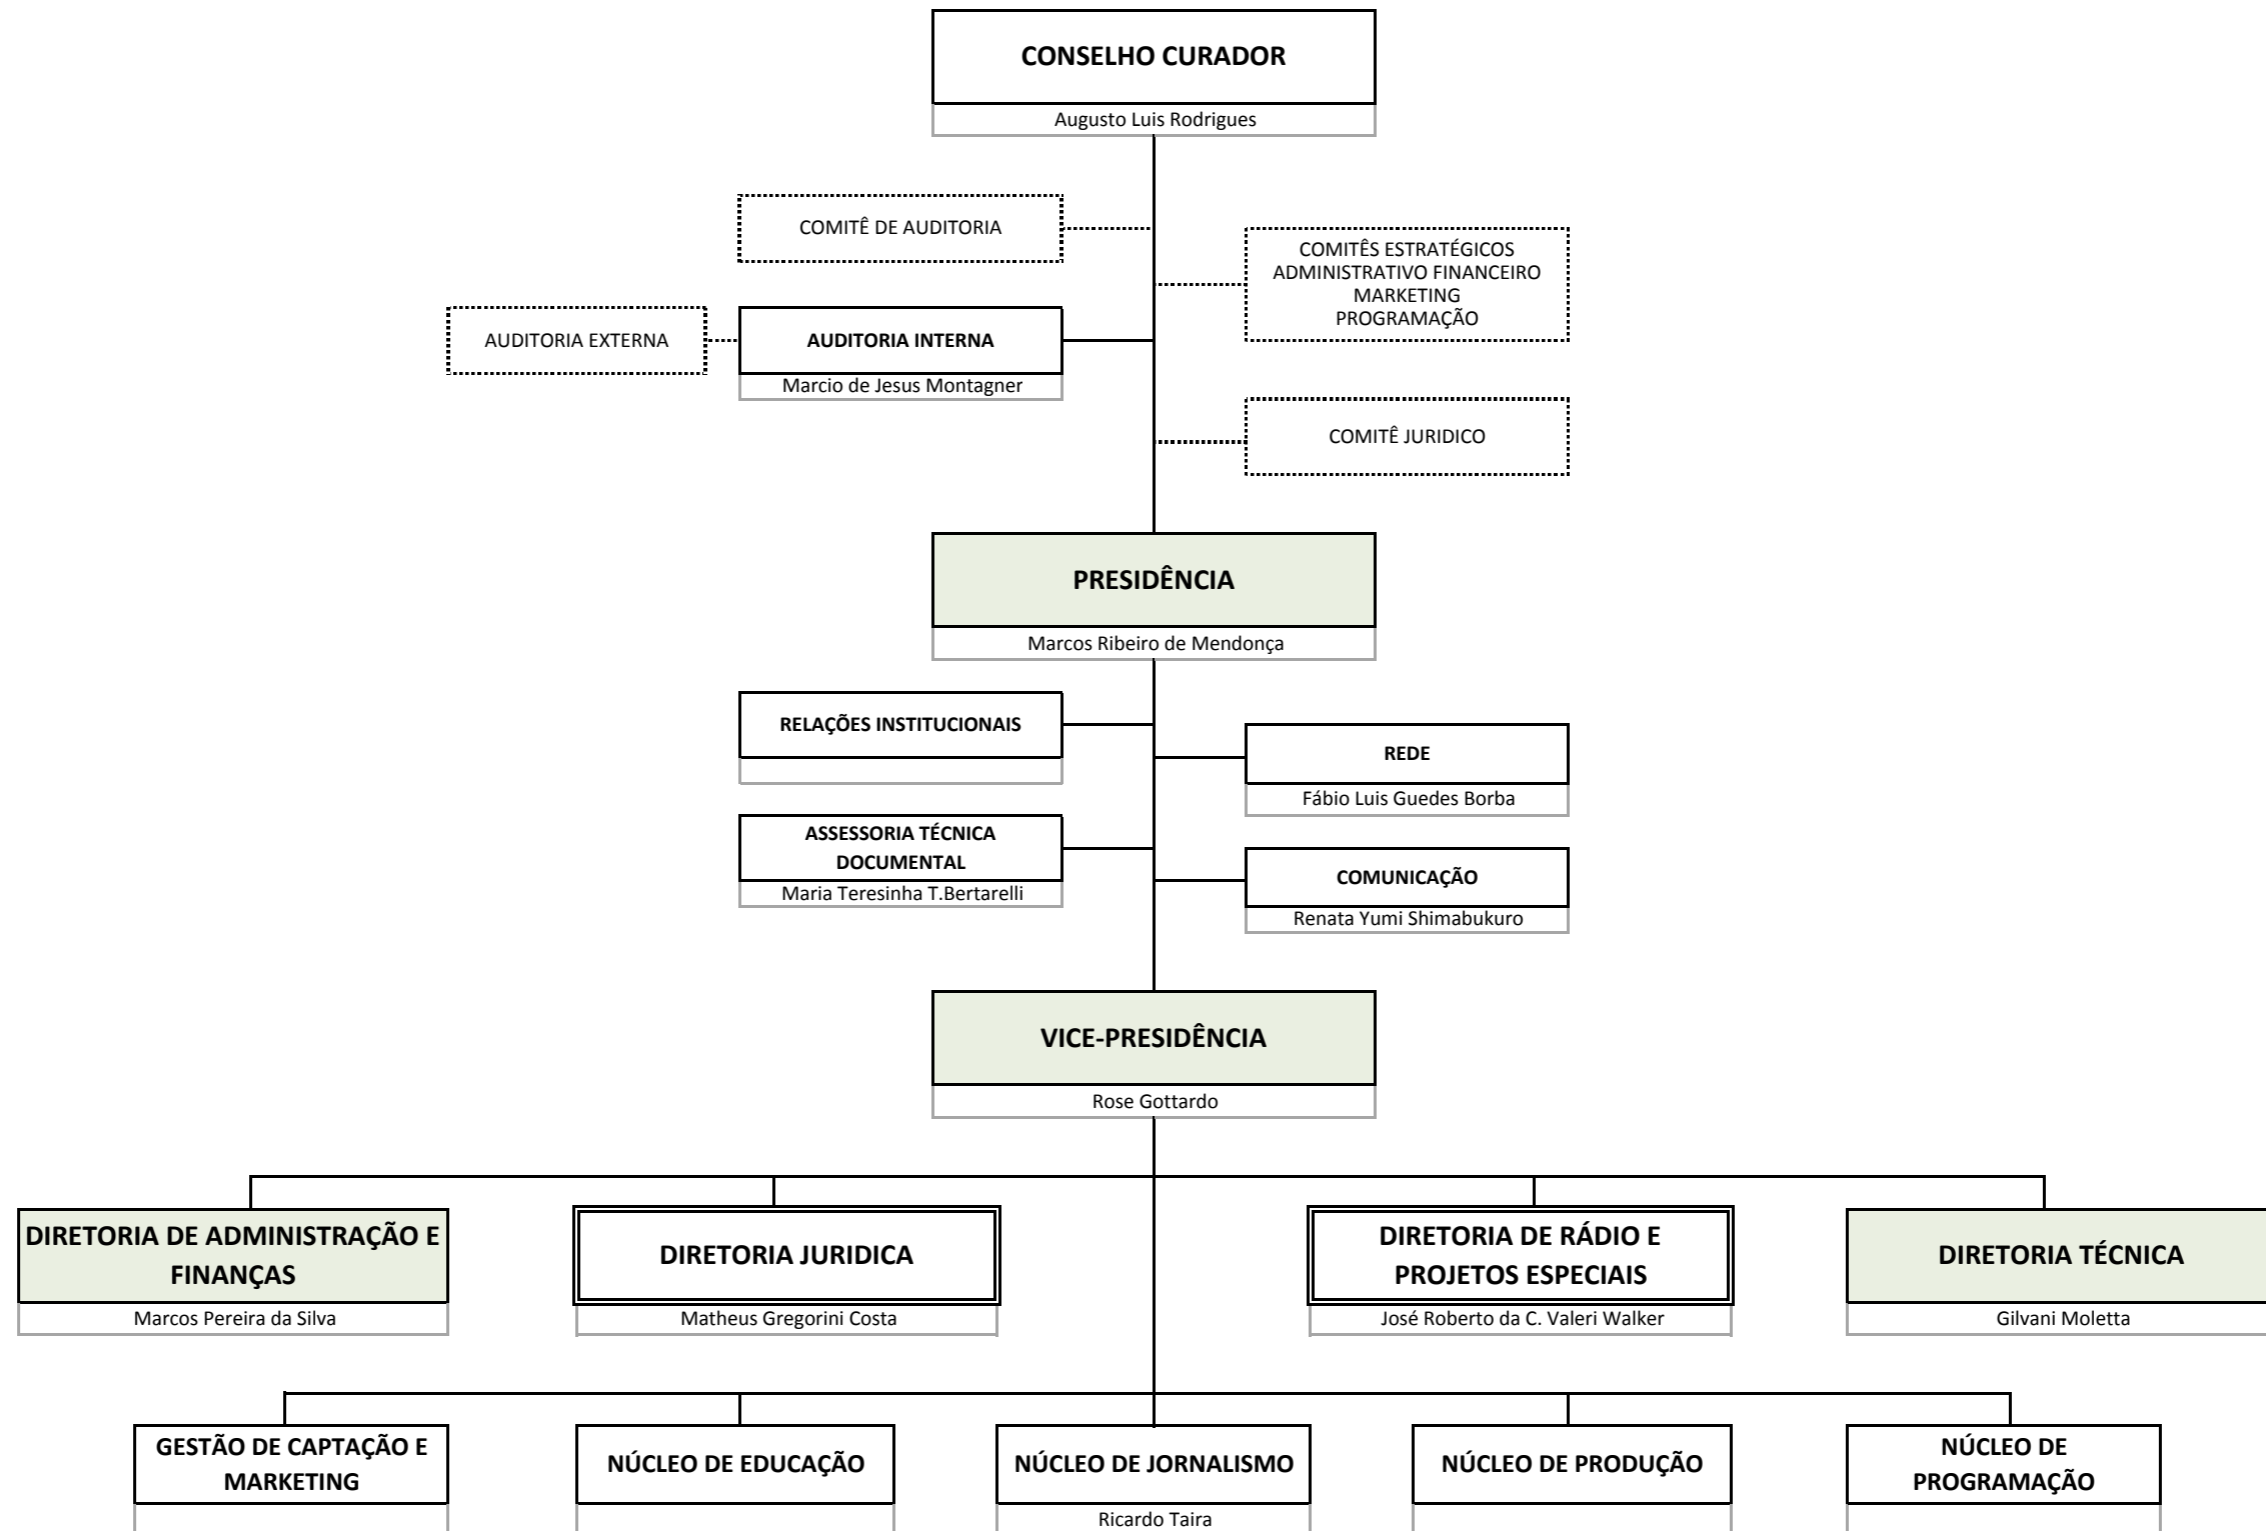 CONSELHO CURADOR
Augusto Luis Rodrigues
COMITÊ DE AUDITORIA
COMITÊS ESTRATÉGICOS
ADMINISTRATIVO FINANCEIRO
MARKETING
PROGRAMAÇÃO
AUDITORIA EXTERNA
AUDITORIA INTERNA
Marcio de Jesus Montagner
COMITÊ JURIDICO
PRESIDÊNCIA
Marcos Ribeiro de Mendonça
RELAÇÕES INSTITUCIONAIS
REDE
Fábio Luis Guedes Borba
ASSESSORIA TÉCNICA
DOCUMENTAL
Maria Teresinha T.Bertarelli
COMUNICAÇÃO
Renata Yumi Shimabukuro
VICE-PRESIDÊNCIA
Rose Gottardo
DIRETORIA DE ADMINISTRAÇÃO E
FINANÇAS
Marcos Pereira da Silva
DIRETORIA JURIDICA
Matheus Gregorini Costa
DIRETORIA DE RÁDIO E
PROJETOS ESPECIAIS
José Roberto da C. Valeri Walker
DIRETORIA TÉCNICA
Gilvani Moletta
GESTÃO DE CAPTAÇÃO E
MARKETING
NÚCLEO DE EDUCAÇÃO
NÚCLEO DE JORNALISMO
Ricardo Taira
NÚCLEO DE PRODUÇÃO
NÚCLEO DE
PROGRAMAÇÃO